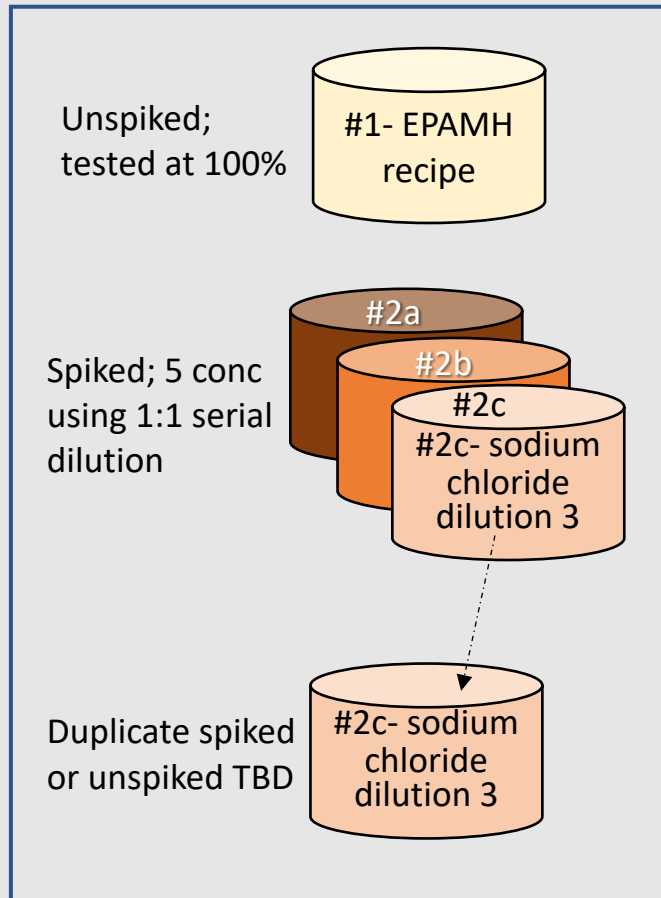 Unspiked;
tested at 100%
#1- EPAMH
recipe
Spiked; 5 conc
using 1:1 serial
dilution
#2a
#2b
#2c
#2c- sodium
chloride
dilution 3
Duplicate spiked
or unspiked TBD
#2c- sodium
chloride
dilution 3